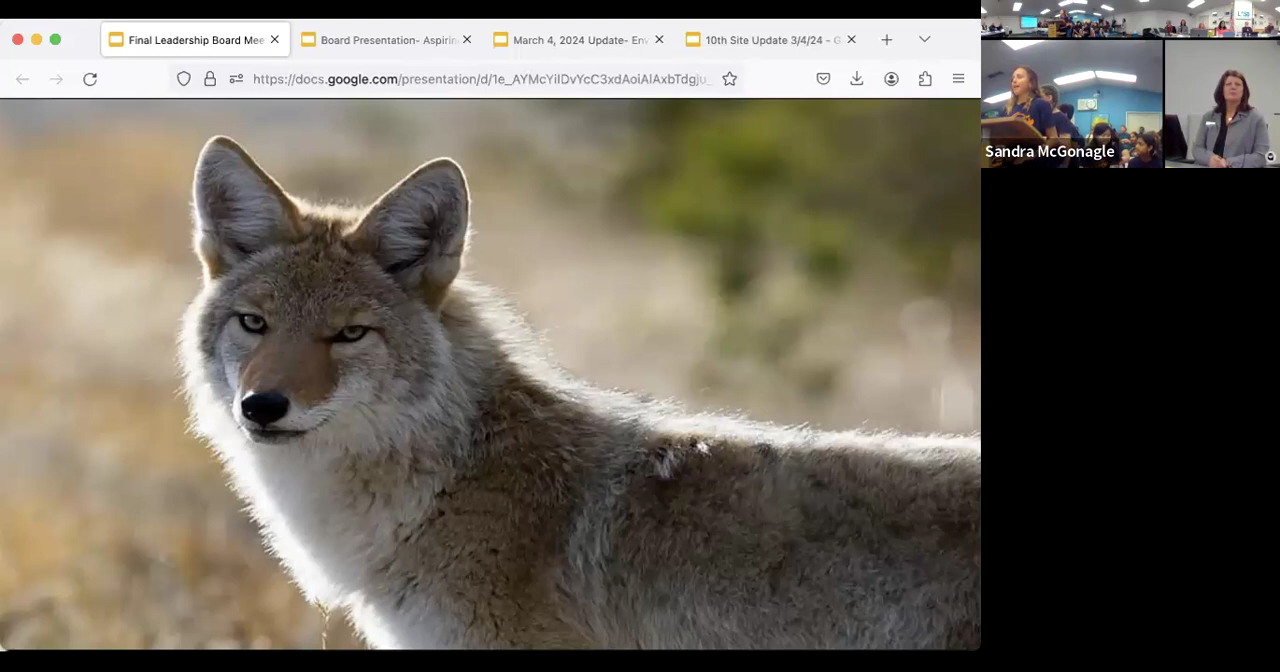 Final Leadership Board Mee
Board Presentation- Aspirin
March 4, 2024 Update- En
10th Site Update 3/4/24 – G
https://docs.google.com/presentation/d/1e_AYMcYilDvYcC3xdAoiAlAxbTdgju_
Sandra McGonagle